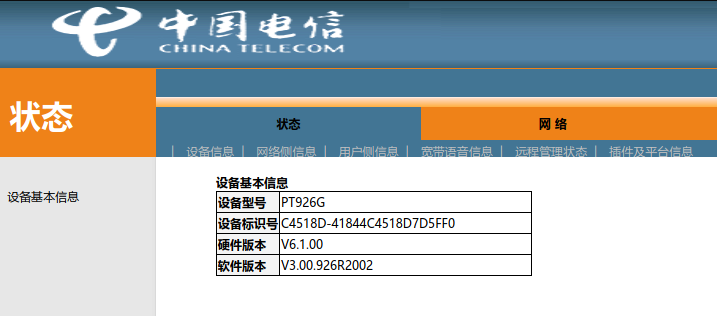 中国电信
CHINA TELECOM
状态
状态 网络
| 设备信息 | 网络侧信息 | 用户侧信息 | 宽带语音信息 | 远程管理状态 | 插件及平台信息
设备基本信息
设备基本信息
设备型号 PT926G
设备标识号 C4518D-41844C4518D7D5FF0
硬件版本 V6.1.00
软件版本 V3.00.926R2002